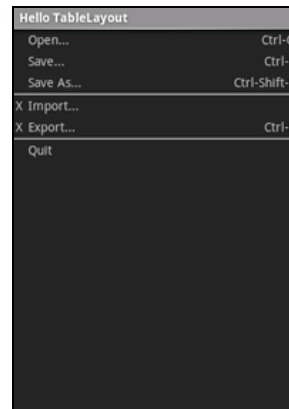 Hello TableLayout
Open... Ctrl-
Save... Ctrl-
Save As... Ctrl-Shift-
X Import...
X Export... Ctrl-
Quit